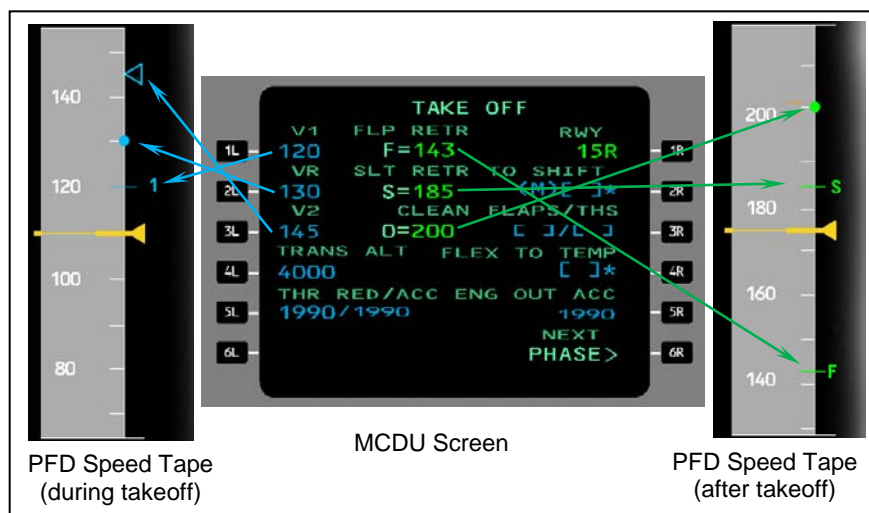 140
120
100
80
1
PFD Speed Tape
(during takeoff)
TAKE OFF
V1 FLP RETR RWY
1L 120 F=143 15R 1R
VR SLT RETR TO SHIFT
2L 130 S=185 (M)[ ]* 2R
V2 CLEAN FLAPS/THS
3L 145 O=200 [ ]/[ ] 3R
TRANS ALT FLEX TO TEMP
4L 4000 [ ]* 4R
THR RED/ACC ENG OUT ACC
5L 1990/1990 1990 5R
NEXT
6L PHASE> 6R
MCDU Screen
200
S
180
160
F
140
PFD Speed Tape
(after takeoff)